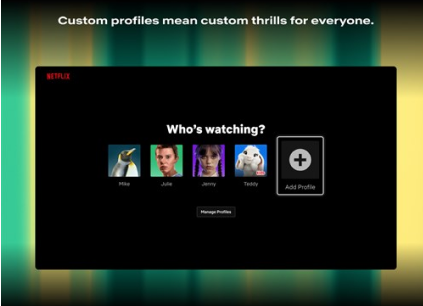 Custom profiles mean custom thrills for everyone.
NETFLIX
Who's watching?
Mike
Julie
Jenny
Teddy
Add Profile
Manage Profiles